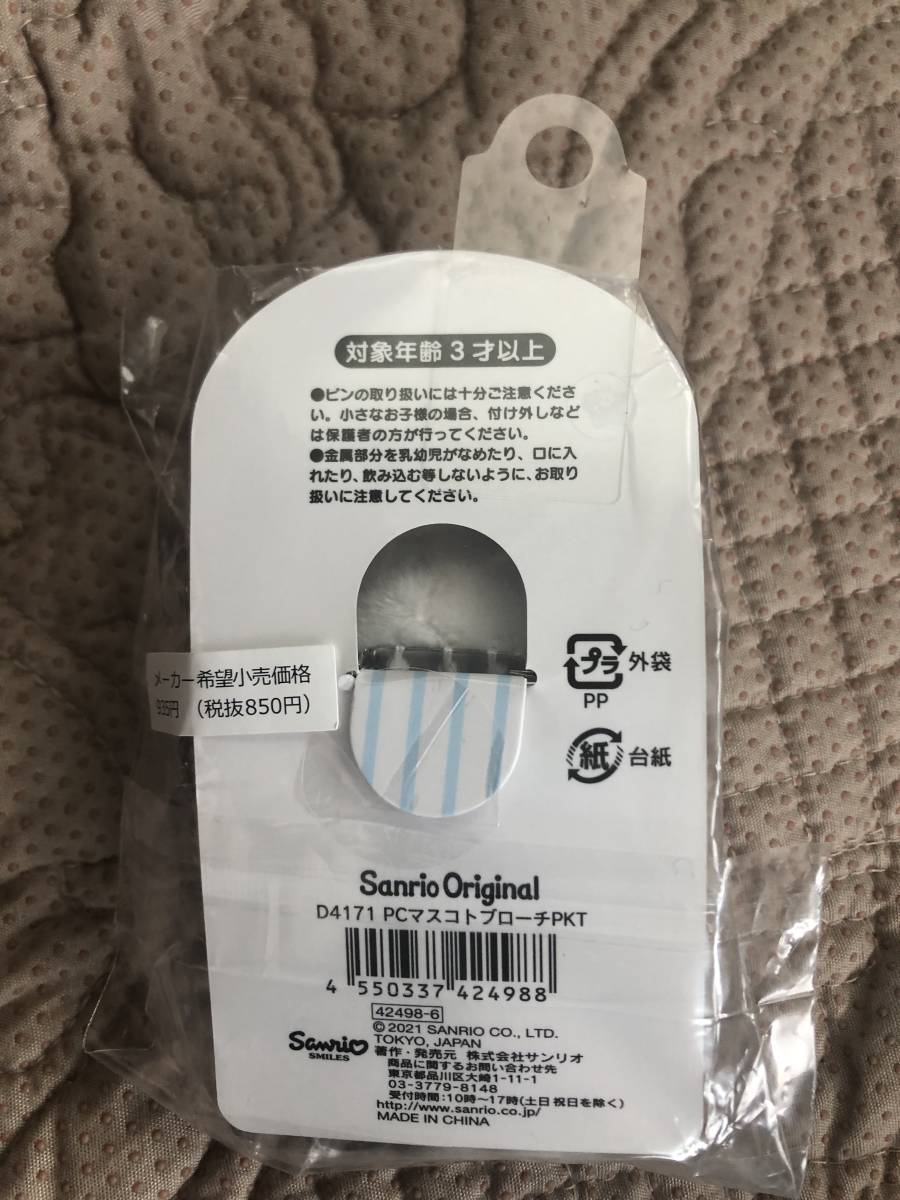 対象年齢3才以上
●ピンの取り扱いには十分ご注意くださ
い。小さなお子様の場合、付け外しなど
は保護者の方が行ってください。
●金属部分を乳幼児がなめたり、口に入
れたり、飲み込む等しないように、お取り
扱いに注意してください。
プラ 外袋
PP
紙 台紙
メーカー希望小売価格
935円 (税抜850円)
Sanrio Original
D4171 PCマスコトブローチPKT
4 550337 424988
42498-6
© 2021 SANRIO CO., LTD.
TOKYO, JAPAN
Sanrio
SMILES
著作・発売元 株式会社サンリオ
商品に関するお問い合わせ先
東京都品川区大崎1-11-1
03-3779-8148
受付時間:10時〜17時(土日祝日を除く)
http://www.sanrio.co.jp/
MADE IN CHINA